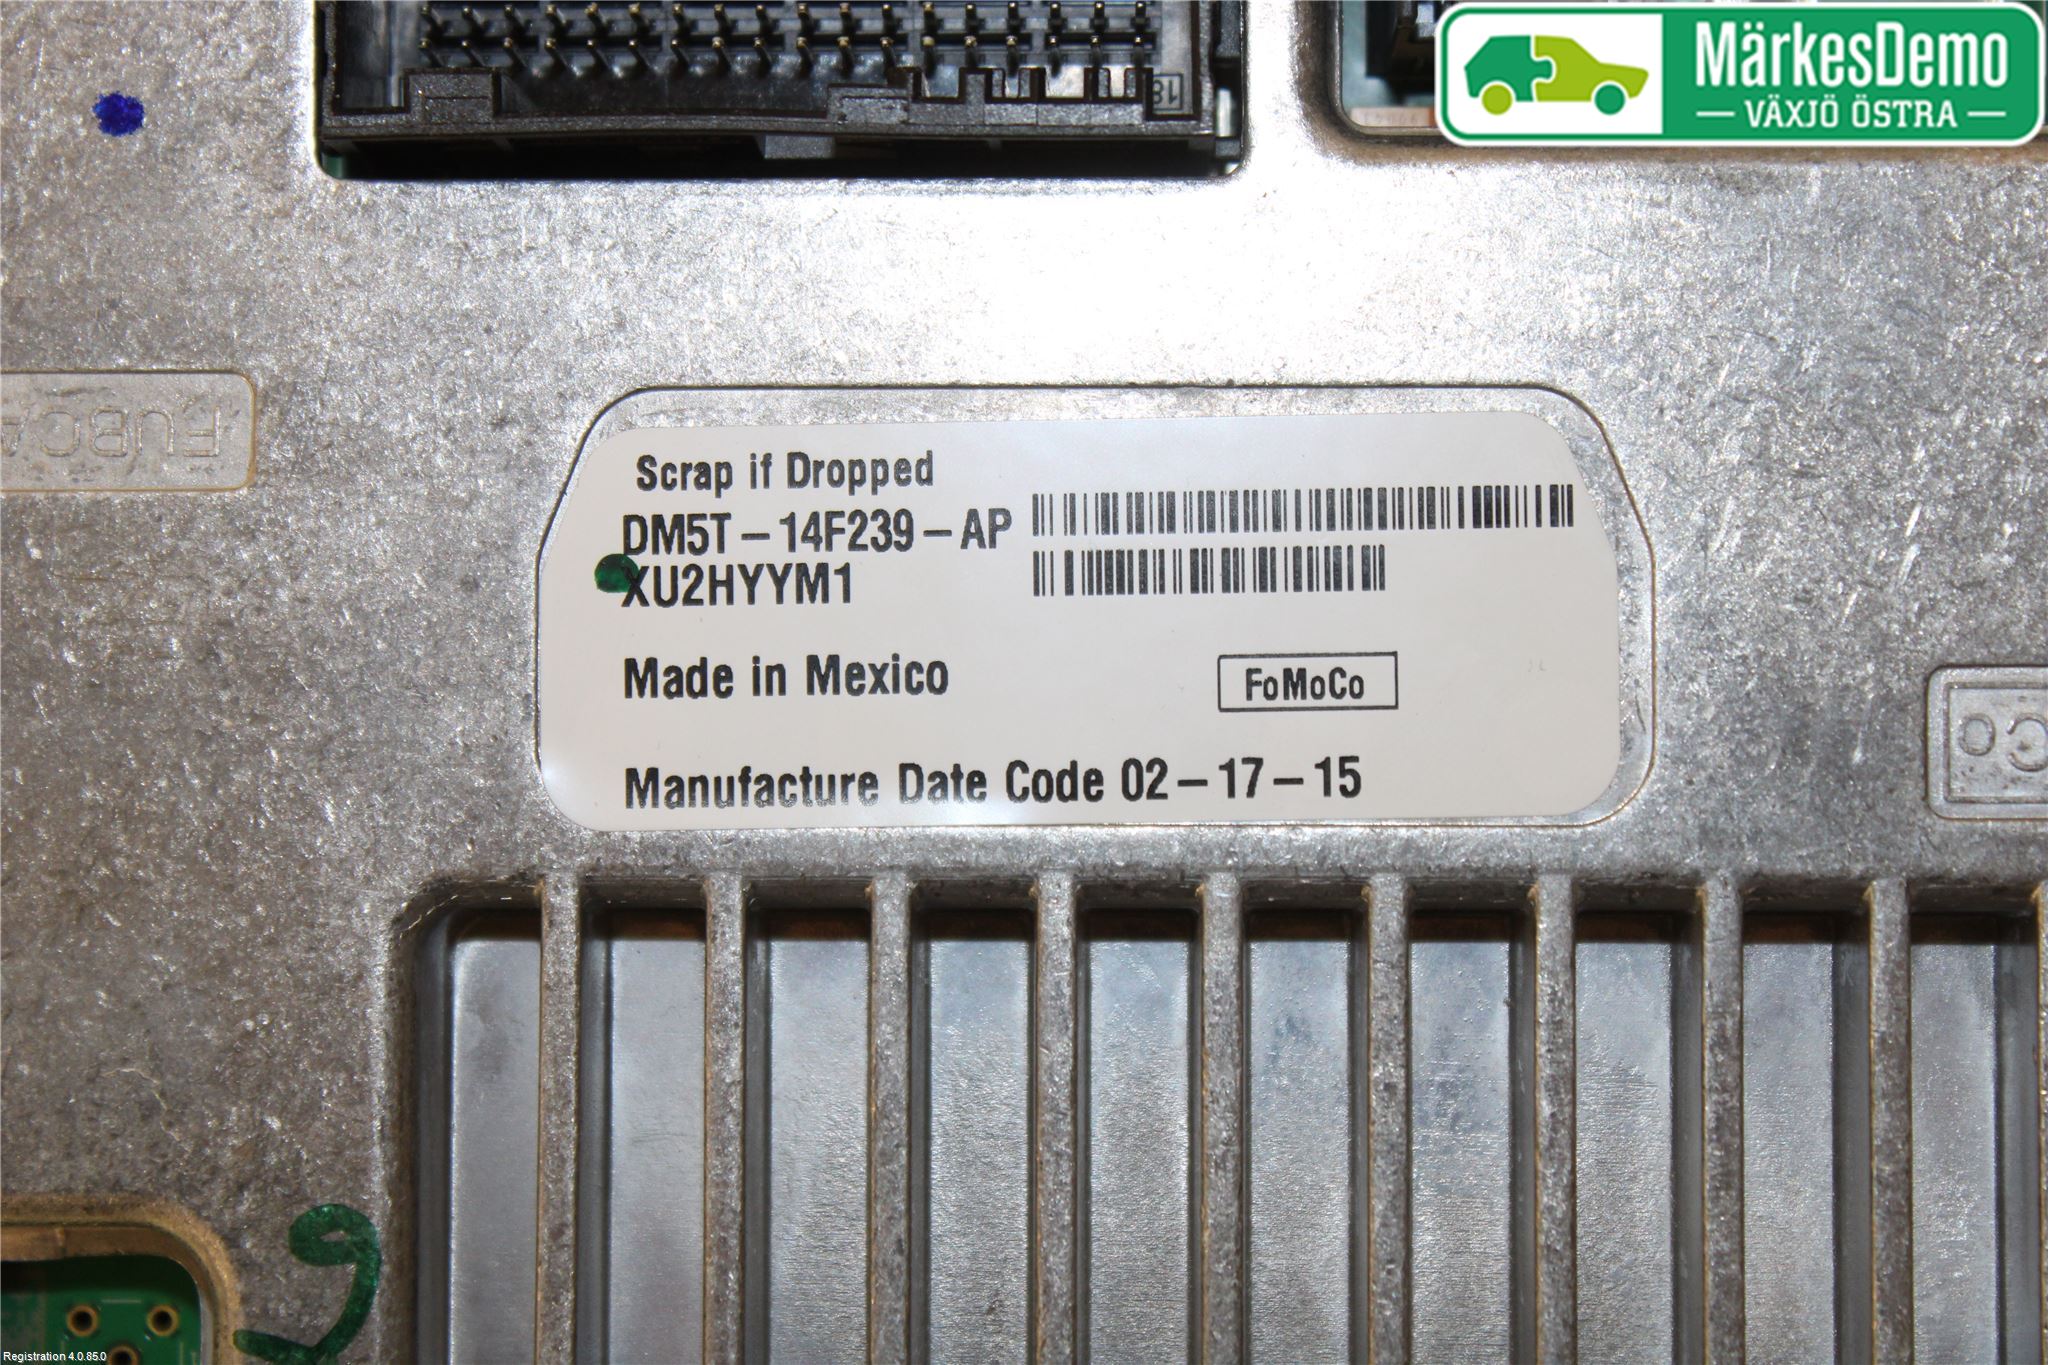 MärkesDemo
VÄXJÖ ÖSTRA
18
Scrap if Dropped
DM5T-14F239-AP
XU2HYYM1
Made in Mexico
FoMoCo
Manufacture Date Code 02-17-15
Registration 4.0.85.0